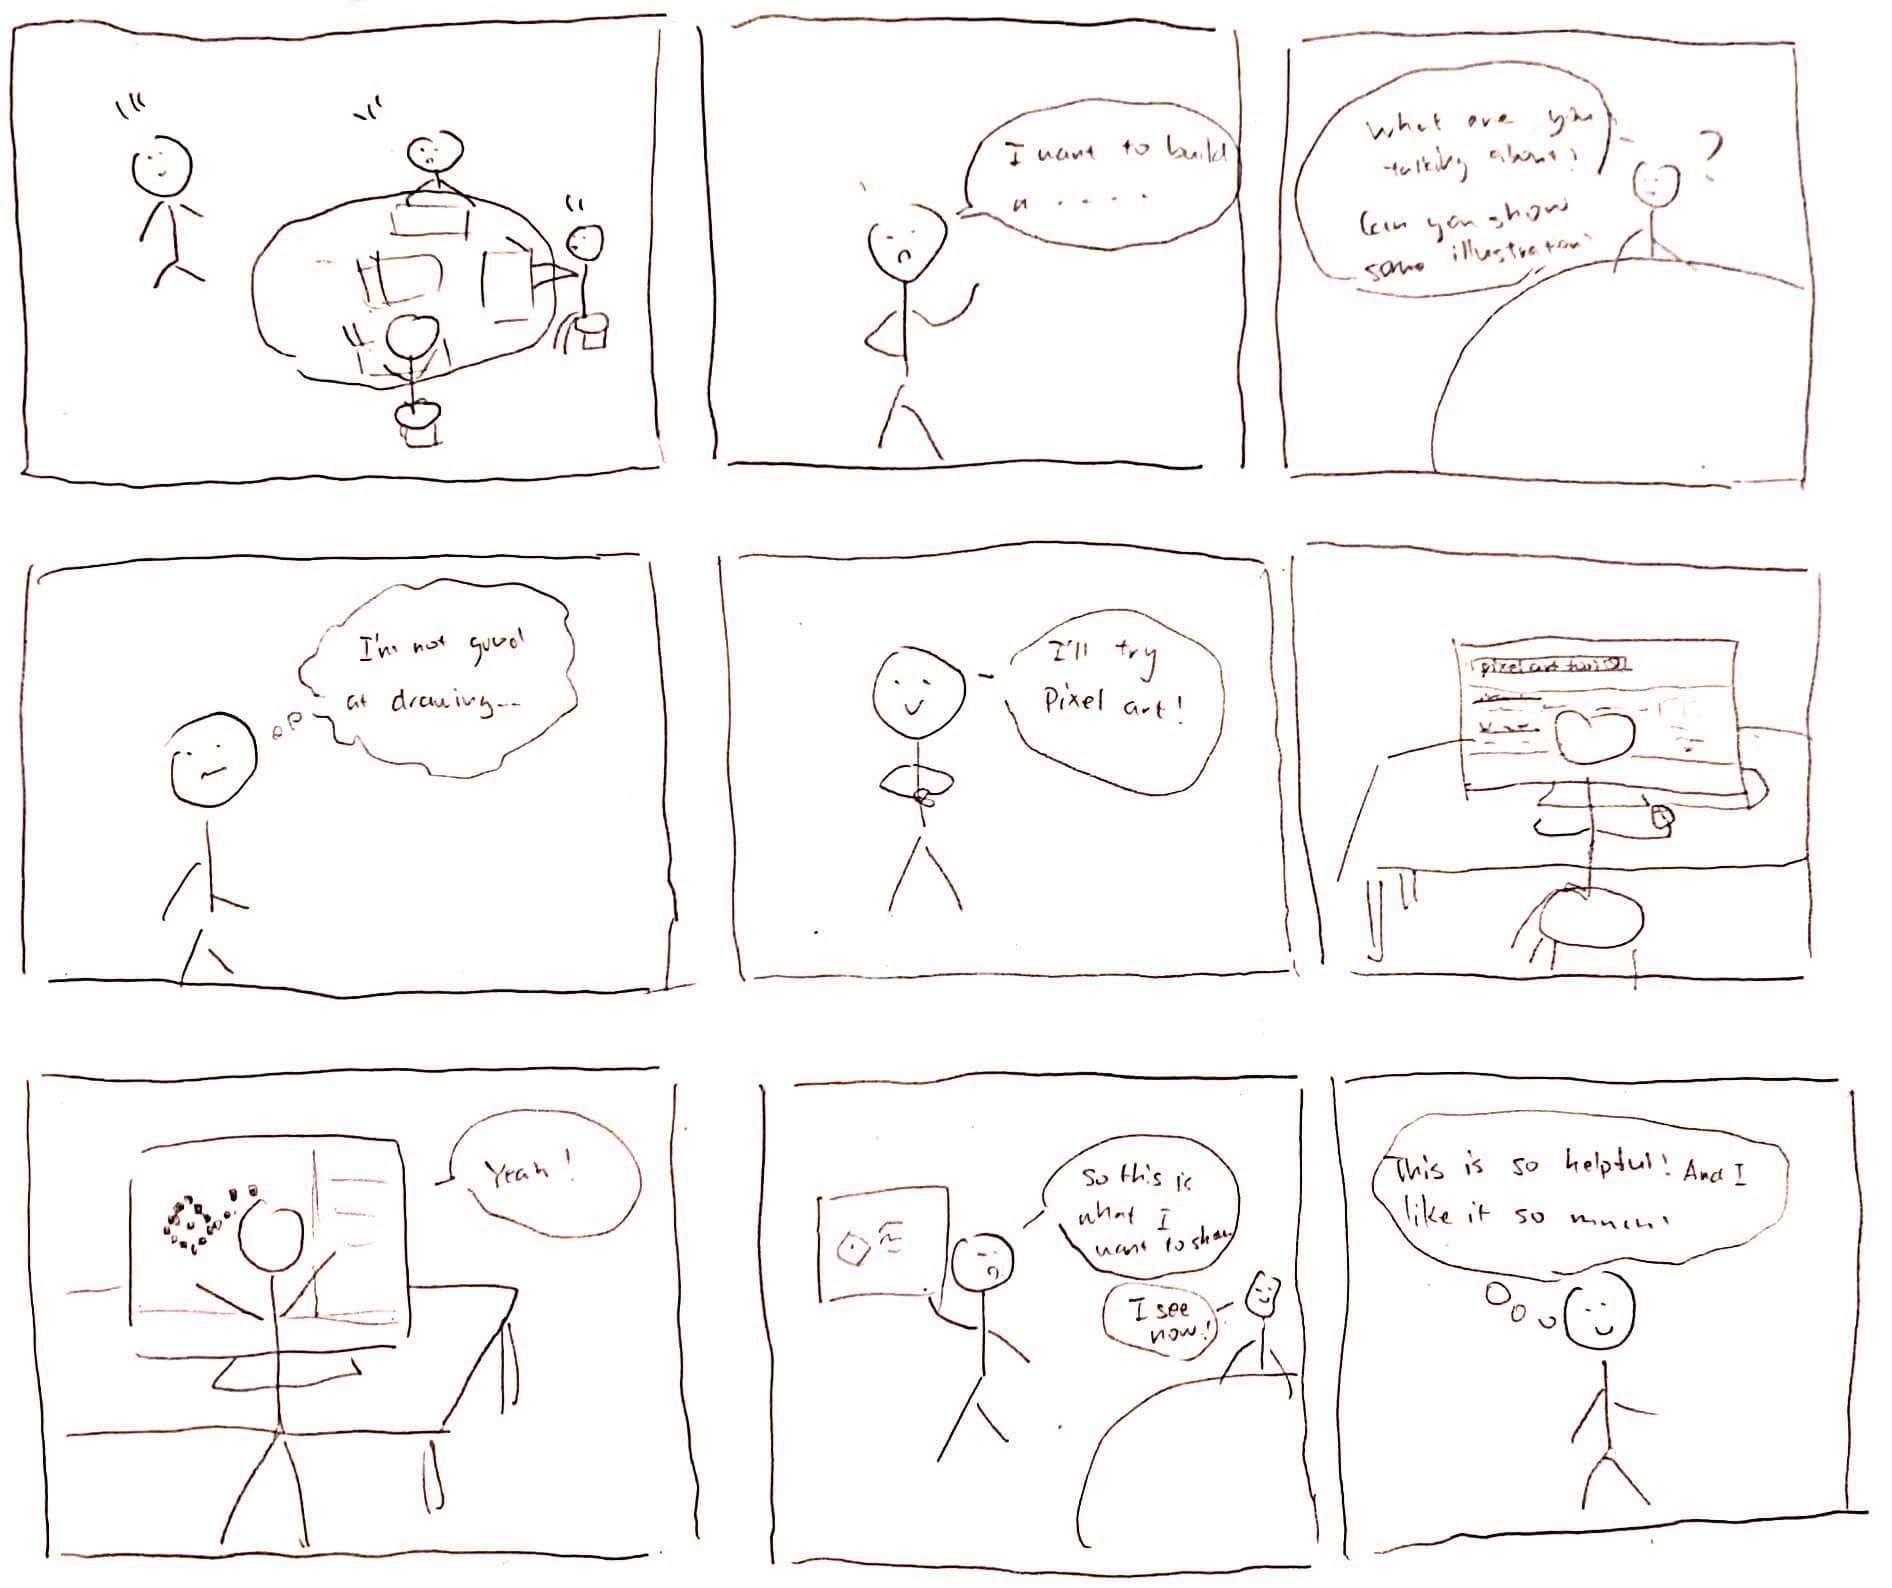 I want to build
a .....
What are you
talking about?
Can you show
some illustration?
?
I'm not good
at drawing...
I'll try
Pixel art!
pixel art
Yeah!
So this is
what I
want to show
I see
now!
This is so helpful! And I
like it so much!